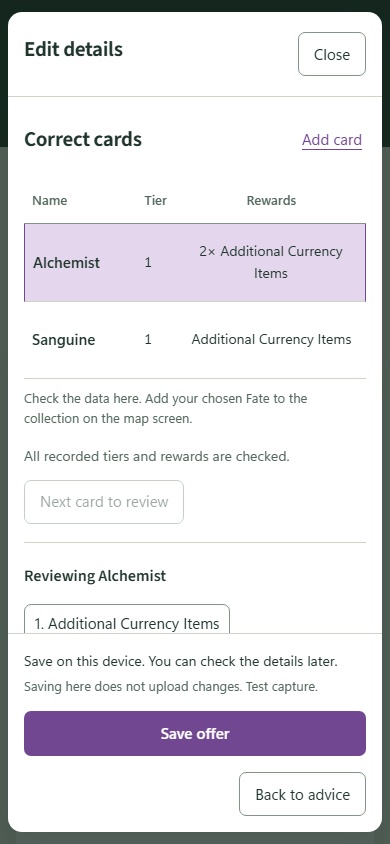 Edit details
Close
Correct cards
Add card
Name Tier Rewards
Alchemist 1 2× Additional Currency
Items
Sanguine 1 Additional Currency Items
Check the data here. Add your chosen Fate to the
collection on the map screen.
All recorded tiers and rewards are checked.
Next card to review
Reviewing Alchemist
1. Additional Currency Items
Save on this device. You can check the details later.
Saving here does not upload changes. Test capture.
Save offer
Back to advice